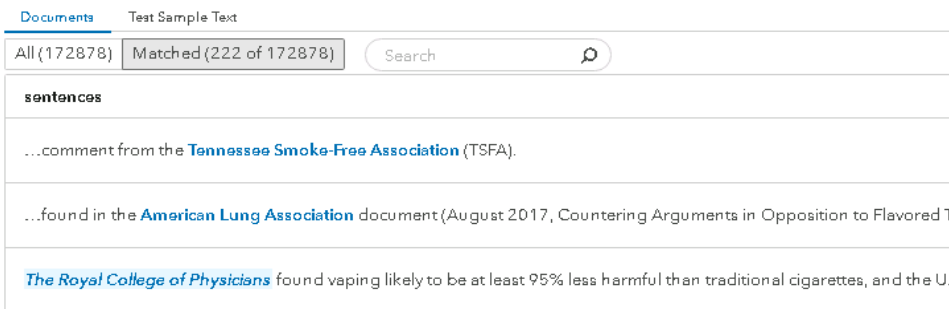 Documents Test Sample Text
All (172878) Matched (222 of 172878) Search
sentences
...comment from the Tennessee Smoke-Free Association (TSFA).
...found in the American Lung Association document (August 2017, Countering Arguments in Opposition to Flavored T
The Royal College of Physicians found vaping likely to be at least 95% less harmful than traditional cigarettes, and the U.